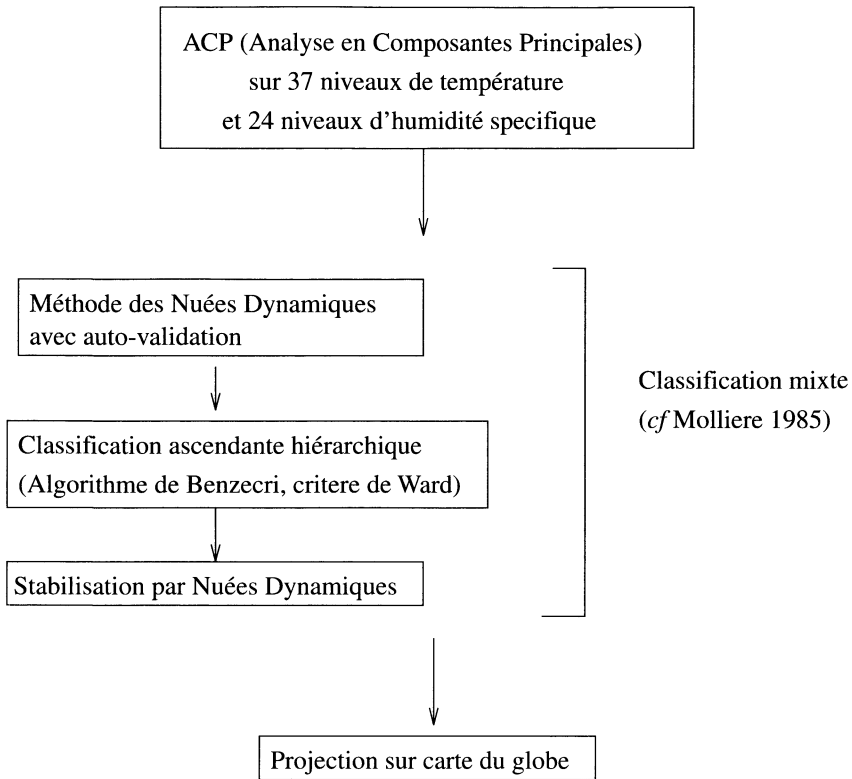 ACP (Analyse en Composantes Principales)
sur 37 niveaux de température
et 24 niveaux d'humidité specifique
Méthode des Nuées Dynamiques
avec auto-validation
Classification ascendante hiérarchique
(Algorithme de Benzecri, critere de Ward)
Stabilisation par Nuées Dynamiques
Classification mixte
(cf Molliere 1985)
Projection sur carte du globe